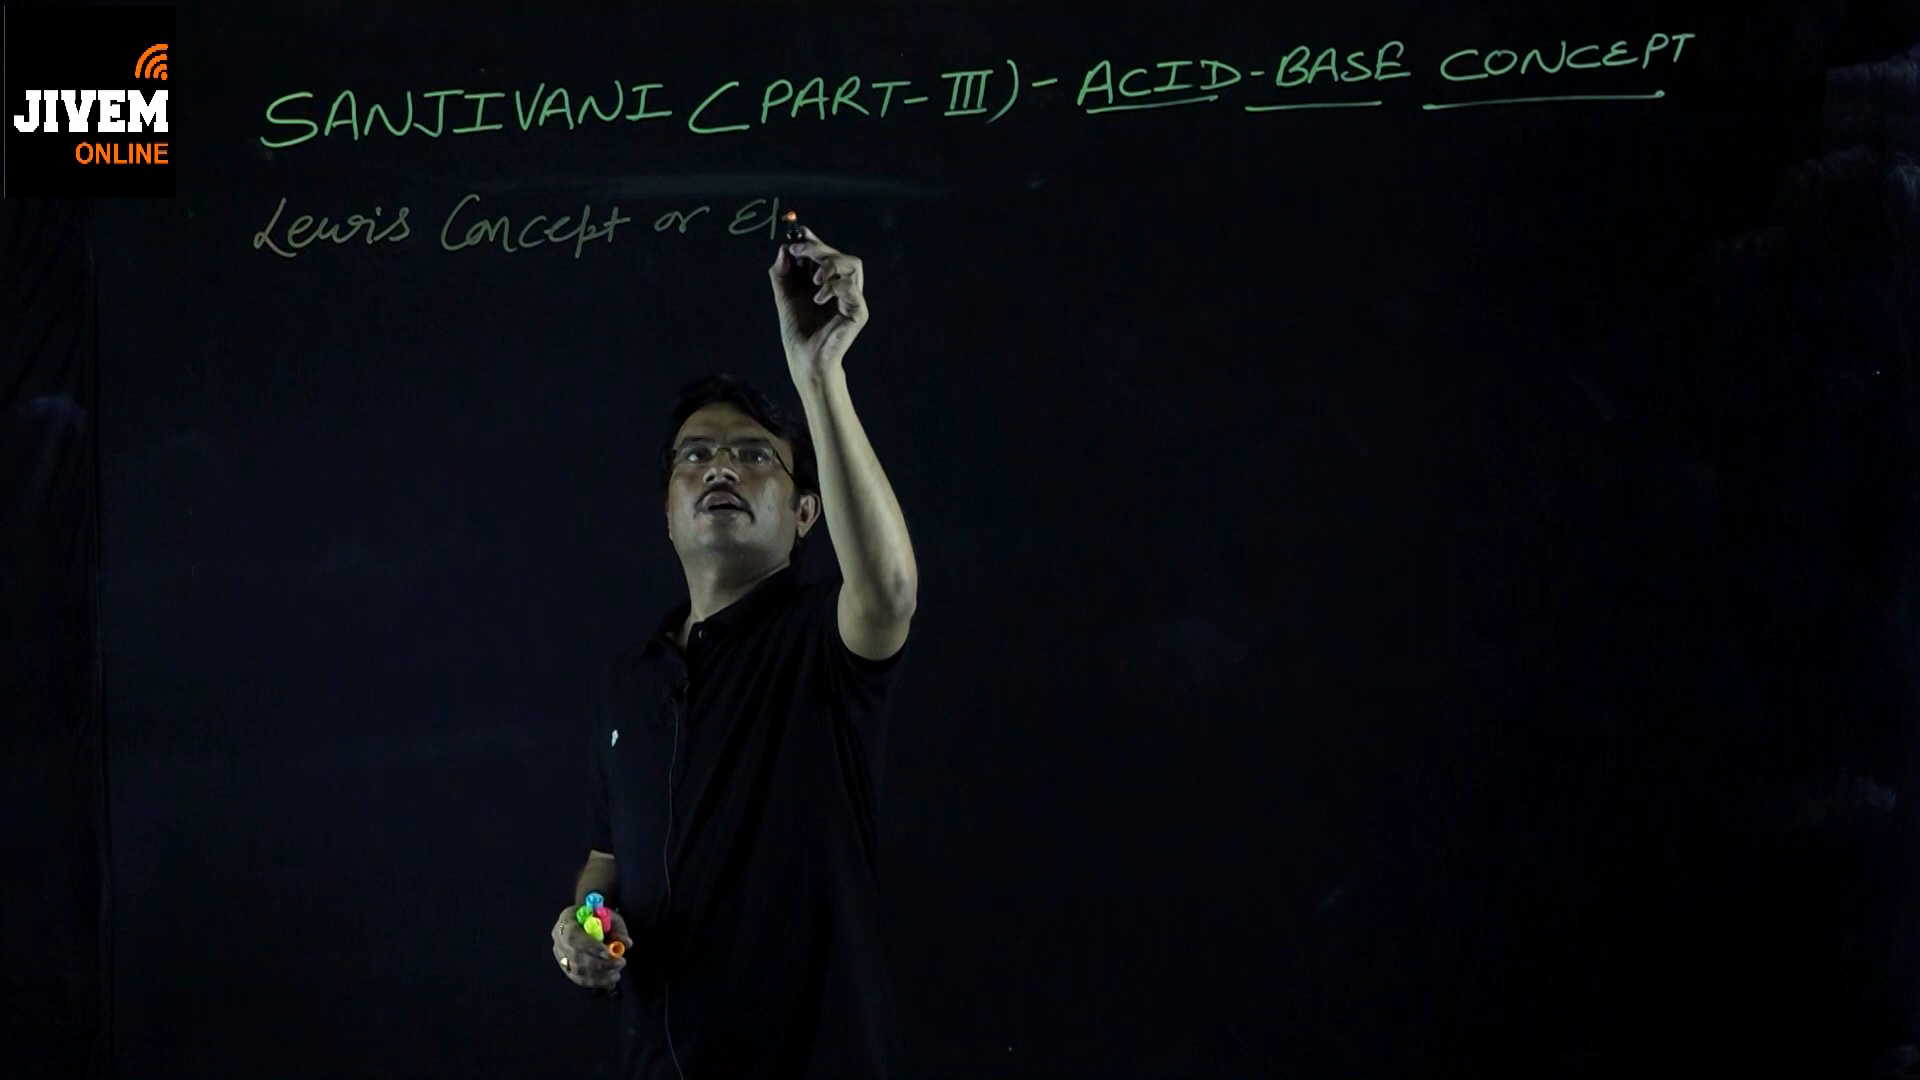 JIVEM
ONLINE
SANJIVANI (PART-III) - ACID-BASE CONCEPT
Lewis Concept or El